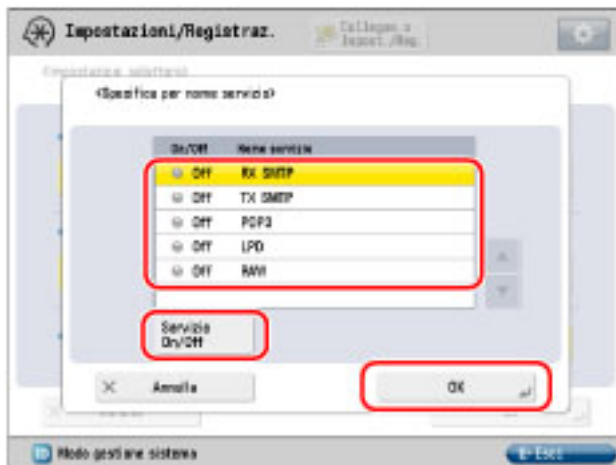 Impostazioni/Registraz.
Collegam.a
Impost./Reg.
<Specifica per nome servizio>
On/Off Nome servizio
Off RX SMTP
Off TX SMTP
Off POP3
Off LPD
Off RAW
Servizio
On/Off
Annulla
OK
Modo gestione sistema
Esci